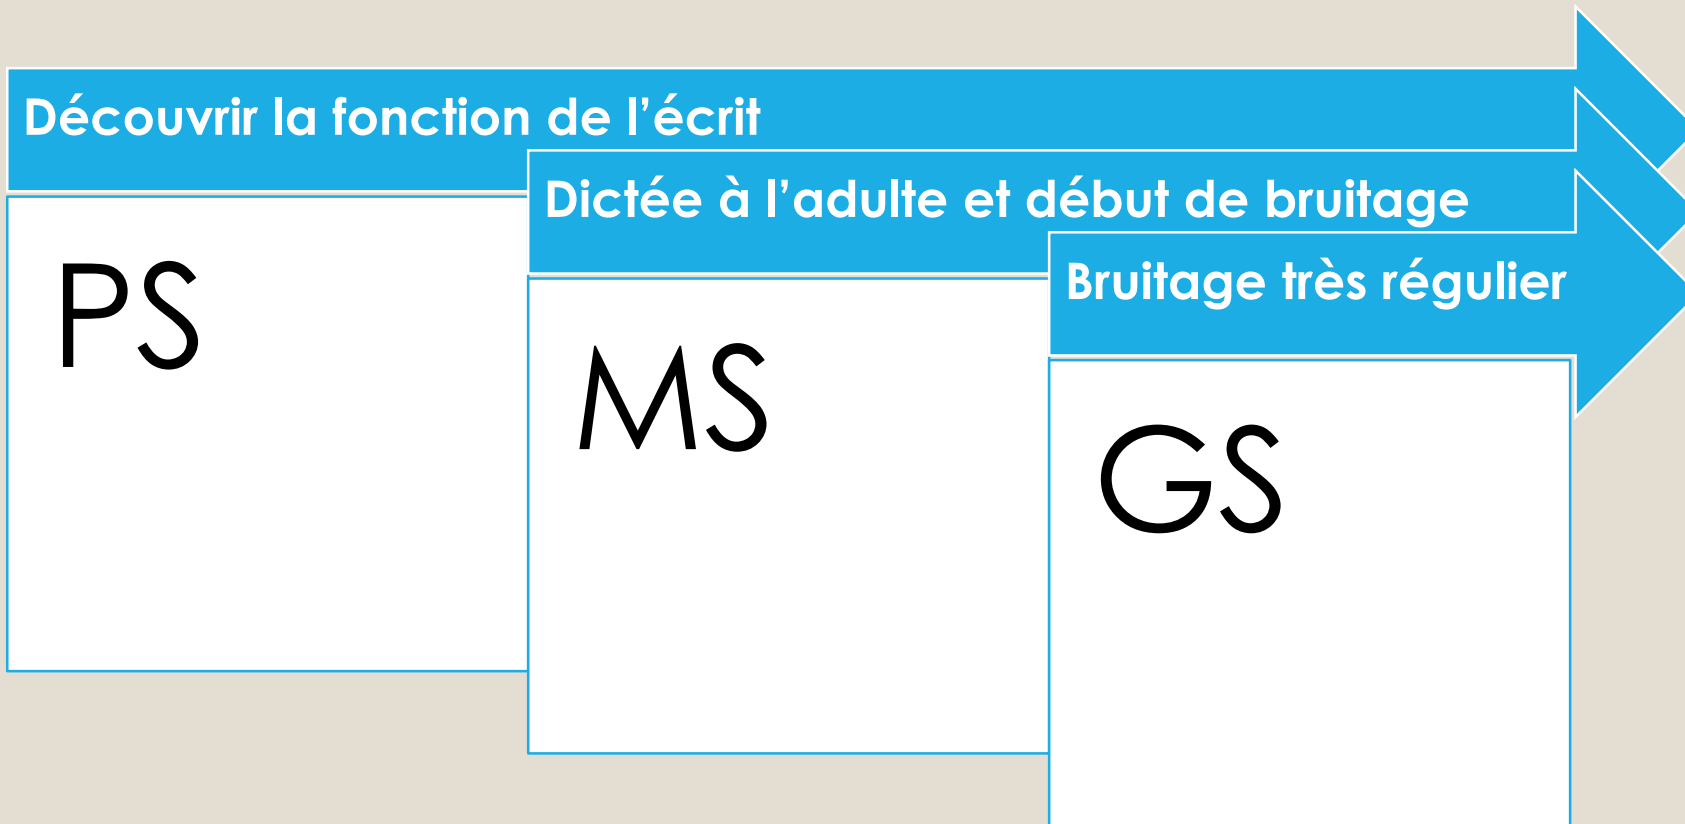 Découvrir la fonction de l’écrit
PS
Dictée à l’adulte et début de bruitage
MS
Bruitage très régulier
GS